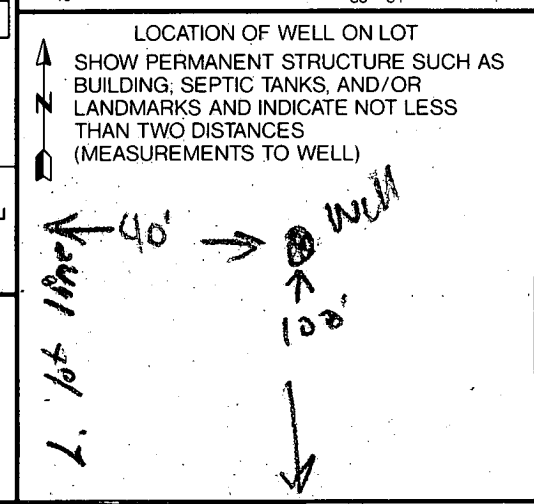 LOCATION OF WELL ON LOT
SHOW PERMANENT STRUCTURE SUCH AS
BUILDING, SEPTIC TANKS, AND/OR
LANDMARKS AND INDICATE NOT LESS
THAN TWO DISTANCES
(MEASUREMENTS TO WELL)
N
Well
40'
100'
L. lot line